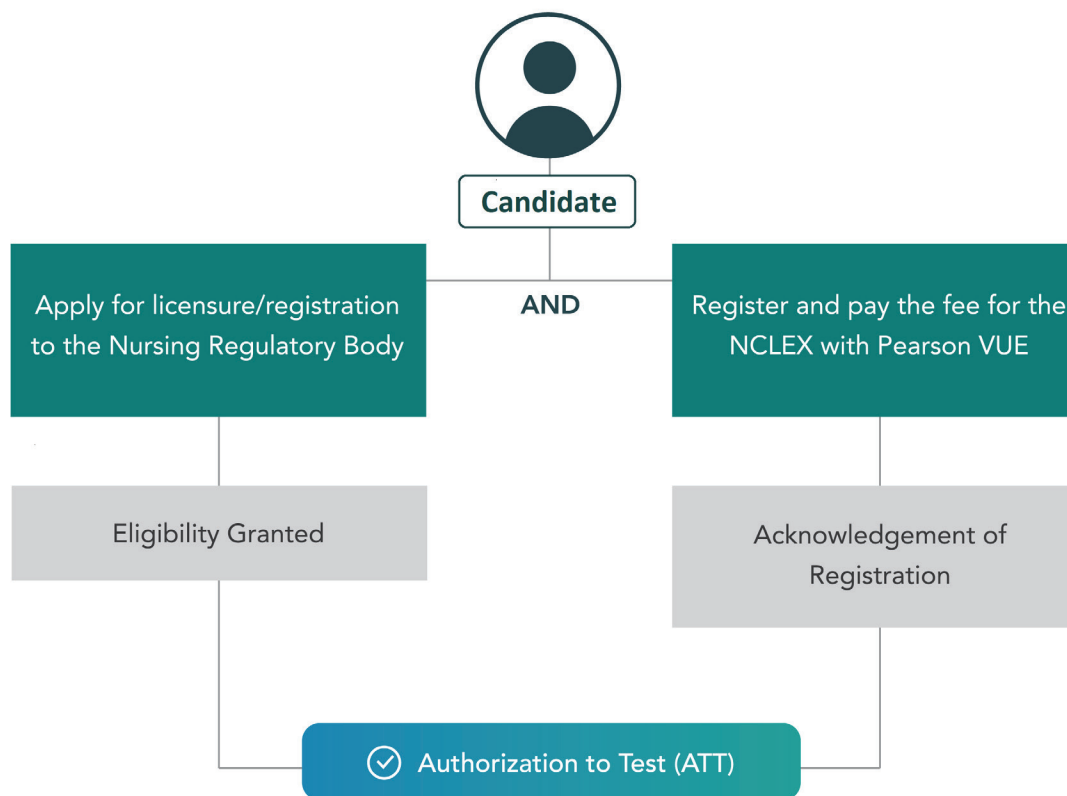 Candidate
Apply for licensure/registration
to the Nursing Regulatory Body
AND
Register and pay the fee for the
NCLEX with Pearson VUE
Eligibility Granted
Acknowledgement of
Registration
Authorization to Test (ATT)